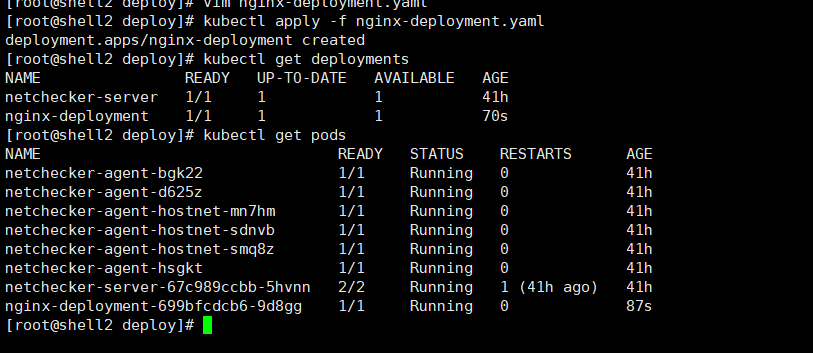 [root@shell2 deploy]# vim nginx-deployment.yaml
[root@shell2 deploy]# kubectl apply -f nginx-deployment.yaml
deployment.apps/nginx-deployment created
[root@shell2 deploy]# kubectl get deployments
NAME READY UP-TO-DATE AVAILABLE AGE
netchecker-server 1/1 1 1 41h
nginx-deployment 1/1 1 1 70s
[root@shell2 deploy]# kubectl get pods
NAME READY STATUS RESTARTS AGE
netchecker-agent-bgk22 1/1 Running 0 41h
netchecker-agent-d625z 1/1 Running 0 41h
netchecker-agent-hostnet-mn7hm 1/1 Running 0 41h
netchecker-agent-hostnet-sdnvb 1/1 Running 0 41h
netchecker-agent-hostnet-smq8z 1/1 Running 0 41h
netchecker-agent-hsgkt 1/1 Running 0 41h
netchecker-server-67c989ccbb-5hvnn 2/2 Running 1 (41h ago) 41h
nginx-deployment-699bfcdcb6-9d8gg 1/1 Running 0 87s
[root@shell2 deploy]#